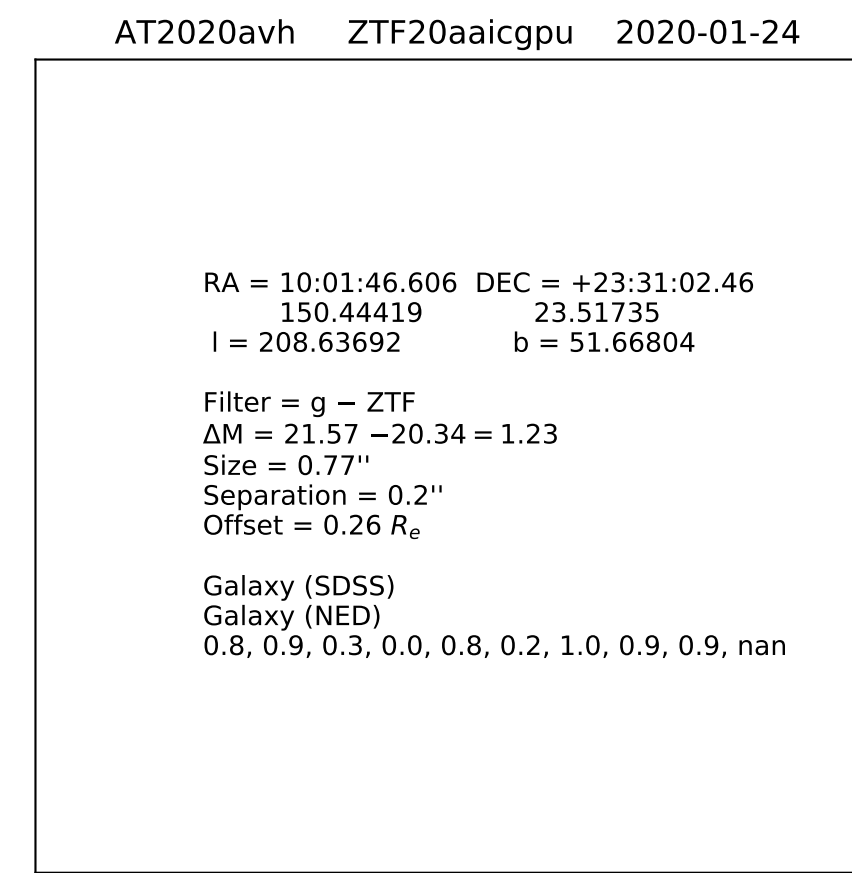 AT2020avh ZTF20aaicgpu 2020-01-24
RA = 10:01:46.606 DEC = +23:31:02.46
150.44419 23.51735
l = 208.63692 b = 51.66804
Filter = g − ZTF
ΔM = 21.57 −20.34 = 1.23
Size = 0.77''
Separation = 0.2''
Offset = 0.26 Re
Galaxy (SDSS)
Galaxy (NED)
0.8, 0.9, 0.3, 0.0, 0.8, 0.2, 1.0, 0.9, 0.9, nan